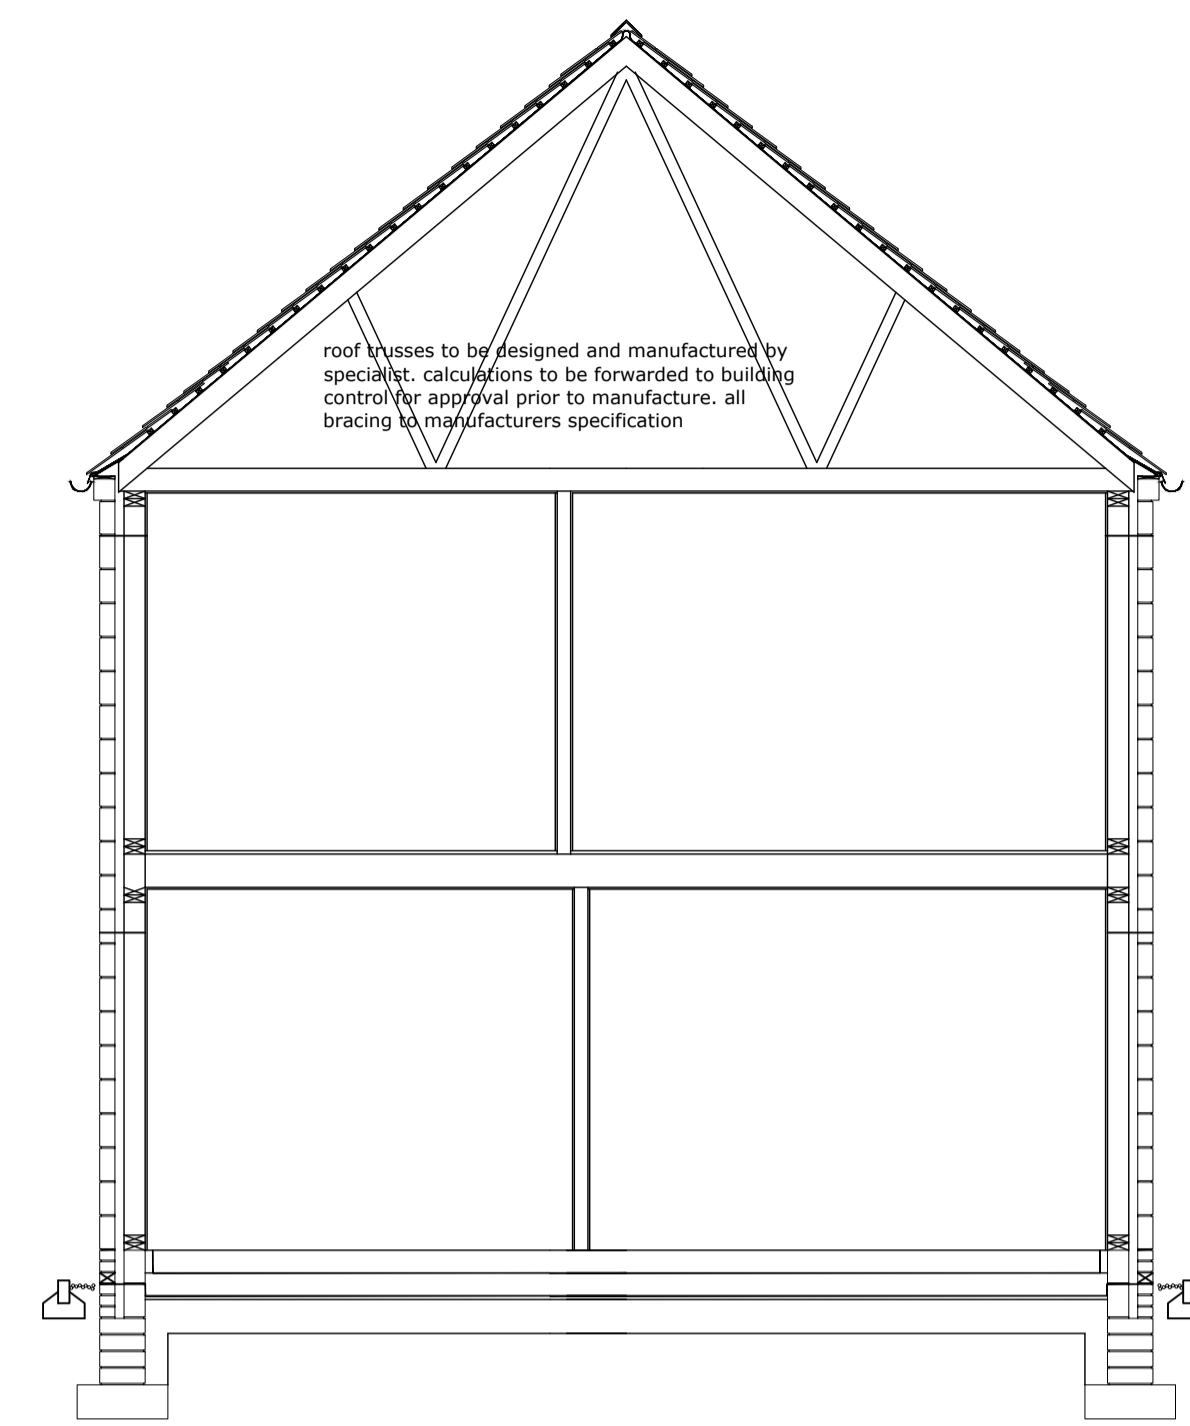 roof trusses to be designed and manufactured by
specialist. calculations to be forwarded to building
control for approval prior to manufacture. all
bracing to manufacturers specification